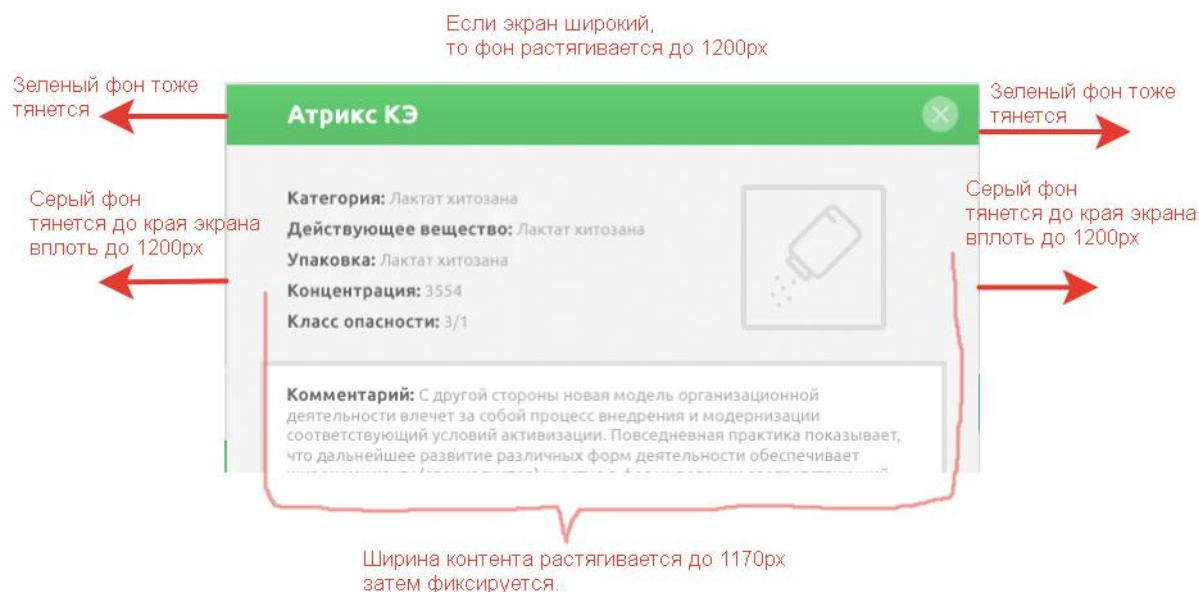 Если экран широкий,
то фон растягивается до 1200px
Зеленый фон тоже
тянется
Зеленый фон тоже
тянется
Атрикс КЭ
Серый фон
тянется до края экрана
вплоть до 1200px
Серый фон
тянется до края экрана
вплоть до 1200px
Категория: Лактат хитозана
Действующее вещество: Лактат хитозана
Упаковка: Лактат хитозана
Концентрация: 3554
Класс опасности: 3/1
Комментарий: С другой стороны новая модель организационной
деятельности влечет за собой процесс внедрения и модернизации
соответствующий условий активизации. Повседневная практика показывает,
что дальнейшее развитие различных форм деятельности обеспечивает
Ширина контента растягивается до 1170px
затем фиксируется.